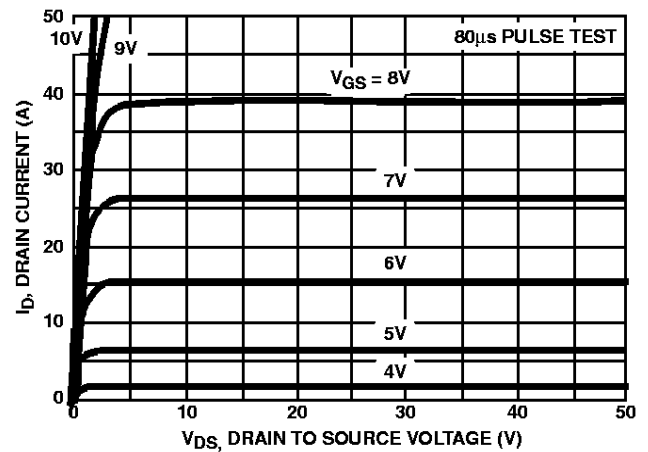 50
10V
9V
80μs PULSE TEST
VGS = 8V
40
7V
30
20
6V
10
5V
4V
0
0 10 20 30 40 50
ID, DRAIN CURRENT (A)
VDS, DRAIN TO SOURCE VOLTAGE (V)